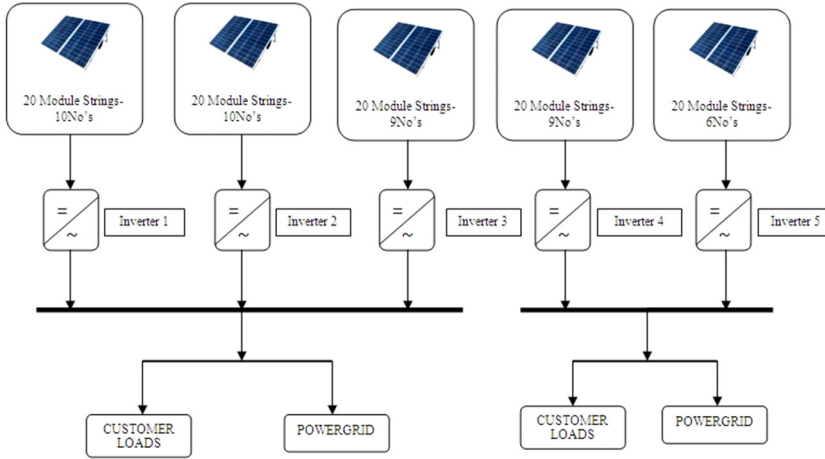 20 Module Strings-
10No's
20 Module Strings-
10No's
20 Module Strings-
9No's
20 Module Strings-
9No's
20 Module Strings-
6No's
=
~
Inverter 1
=
~
Inverter 2
=
~
Inverter 3
=
~
Inverter 4
=
~
Inverter 5
CUSTOMER
LOADS
POWERGRID
CUSTOMER
LOADS
POWERGRID